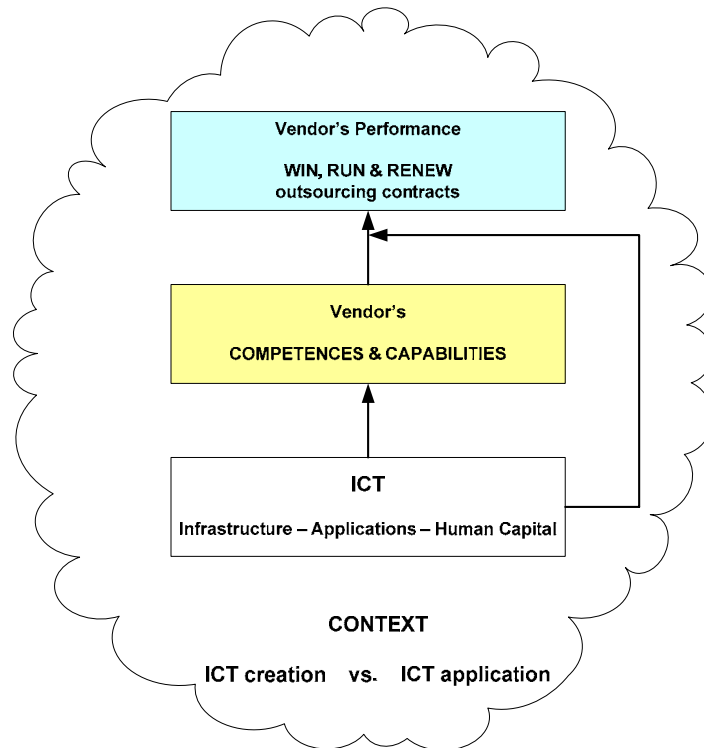 Vendor's Performance
WIN, RUN & RENEW
outsourcing contracts
Vendor's
COMPETENCES & CAPABILITIES
ICT
Infrastructure – Applications – Human Capital
CONTEXT
ICT creation vs. ICT application